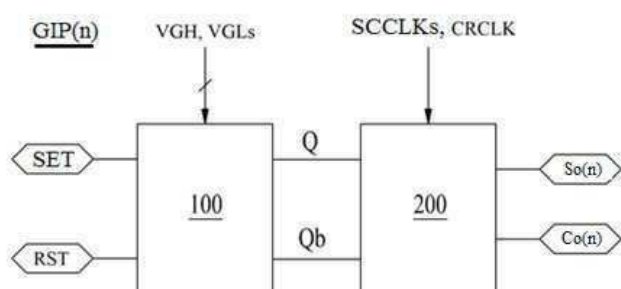 GIP(n)
VGH, VGLs
SCCLKs, CRCLK
SET
Q
So(n)
100
200
RST
Qb
Co(n)